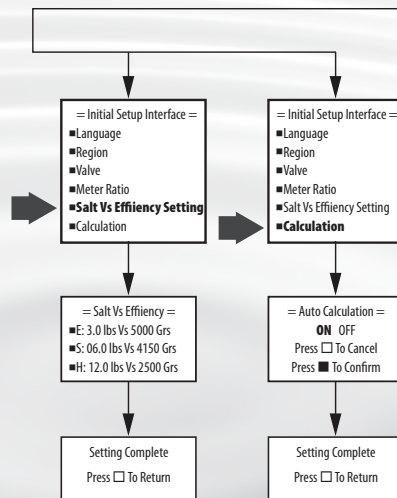 = Initial Setup Interface =
■Language
■Region
■Valve
■Meter Ratio
■Salt Vs Effiiency Setting
■Calculation
= Salt Vs Effiiency =
■E: 3.0 lbs Vs 5000 Grs
■S: 06.0 lbs Vs 4150 Grs
■H: 12.0 lbs Vs 2500 Grs
Setting Complete
Press □ To Return
= Initial Setup Interface =
■Language
■Region
■Valve
■Meter Ratio
■Salt Vs Effiiency Setting
■Calculation
= Auto Calculation =
ON OFF
Press □ To Cancel
Press ■ To Confirm
Setting Complete
Press □ To Return